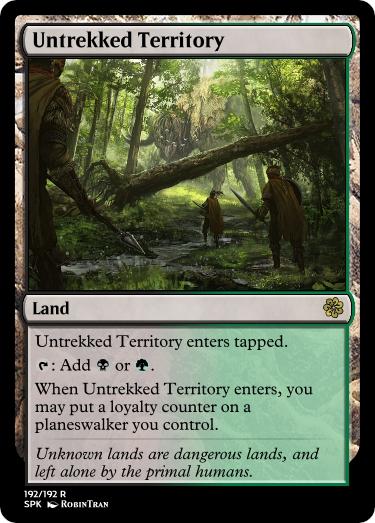 Untrekked Territory
Land
Untrekked Territory enters tapped.
: Add or .
When Untrekked Territory enters, you
may put a loyalty counter on a
planeswalker you control.
Unknown lands are dangerous lands, and
left alone by the primal humans.
192/192 R
SPK RobinTran